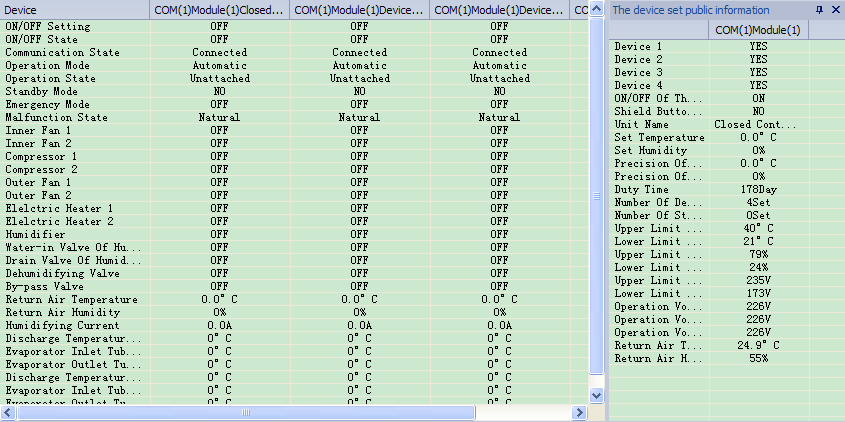 Device COM(1)Module(1)Closed... COM(1)Module(1)Device... COM(1)Module(1)Device... CO
ON/OFF Setting OFF OFF OFF
ON/OFF State OFF OFF OFF
Communication State Connected Connected Connected
Operation Mode Automatic Automatic Automatic
Operation State Unattached Unattached Unattached
Standby Mode NO NO NO
Emergency Mode OFF OFF OFF
Malfunction State Natural Natural Natural
Inner Fan 1 OFF OFF OFF
Inner Fan 2 OFF OFF OFF
Compressor 1 OFF OFF OFF
Compressor 2 OFF OFF OFF
Outer Fan 1 OFF OFF OFF
Outer Fan 2 OFF OFF OFF
Elelctric Heater 1 OFF OFF OFF
Elelctric Heater 2 OFF OFF OFF
Humidifier OFF OFF OFF
Water-in Valve Of Hu... OFF OFF OFF
Drain Valve Of Humid... OFF OFF OFF
Dehumidifying Valve OFF OFF OFF
By-pass Valve OFF OFF OFF
Return Air Temperature 0.0° C 0.0° C 0.0° C
Return Air Humidity 0% 0% 0%
Humidifying Current 0.0A 0.0A 0.0A
Discharge Temperatur... 0° C 0° C 0° C
Evaporator Inlet Tub... 0° C 0° C 0° C
Evaporator Outlet Tu... 0° C 0° C 0° C
Discharge Temperatur... 0° C 0° C 0° C
Evaporator Inlet Tub... 0° C 0° C 0° C
Evaporator Outlet Tu... 0° C 0° C 0° C
The device set public information
COM(1)Module(1)
Device 1 YES
Device 2 YES
Device 3 YES
Device 4 YES
ON/OFF Of Th... ON
Shield Butto... NO
Unit Name Closed Cont...
Set Temperature 0.0° C
Set Humidity 0%
Precision Of... 0.0° C
Precision Of... 0%
Duty Time 178Day
Number Of De... 4Set
Number Of St... 0Set
Upper Limit ... 40° C
Lower Limit ... 21° C
Upper Limit ... 79%
Lower Limit ... 24%
Upper Limit ... 235V
Lower Limit ... 173V
Operation Vo... 226V
Operation Vo... 226V
Operation Vo... 226V
Return Air T... 24.9° C
Return Air H... 55%